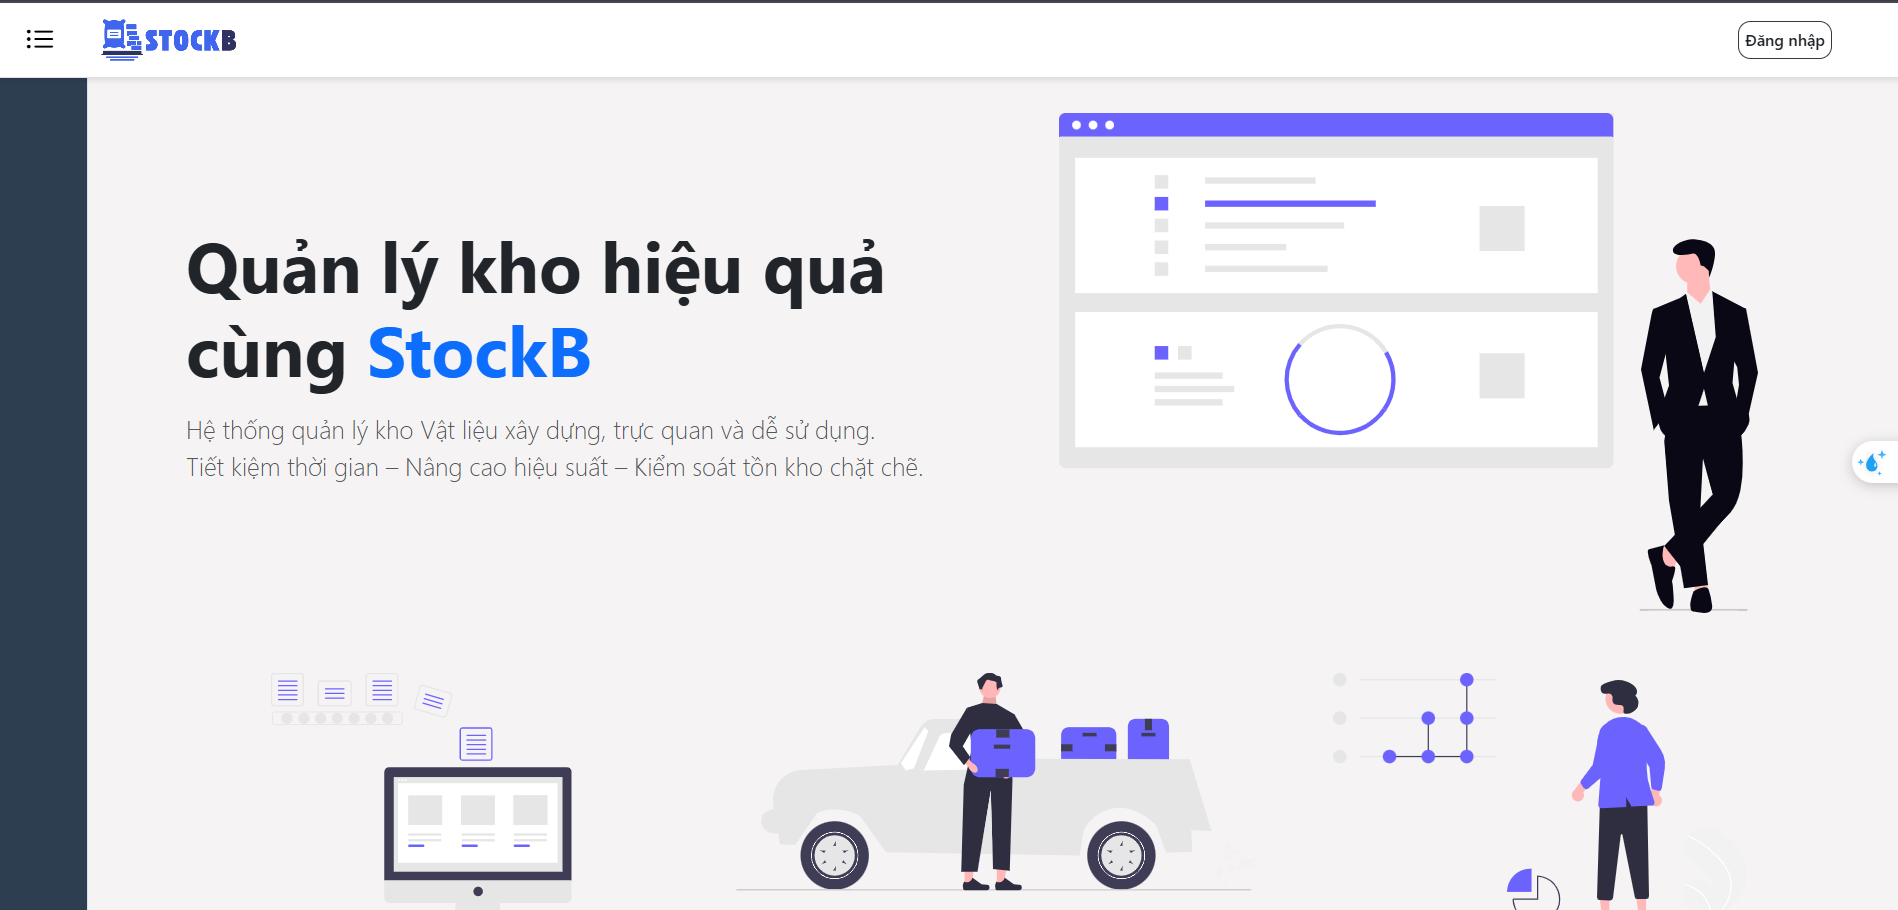 STOCKB
Đăng nhập
Quản lý kho hiệu quả
cùng StockB
Hệ thống quản lý kho Vật liệu xây dựng, trực quan và dễ sử dụng.
Tiết kiệm thời gian – Nâng cao hiệu suất – Kiểm soát tồn kho chặt chẽ.